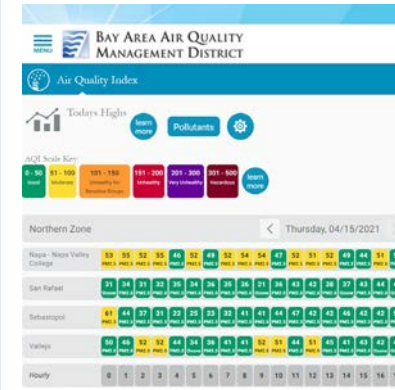 MENU
BAY AREA AIR QUALITY
MANAGEMENT DISTRICT
Air Quality Index
Todays Highs
learn
more
Pollutants
AQI Scale Key:
0 - 50 51 - 100 101 - 150 151 - 200 201 - 300 301 - 500
Good Moderate Unhealthy for Sensitive Groups Unhealthy Very Unhealthy Hazardous
learn
more
Northern Zone < Thursday, 04/15/2021
Napa - Napa Valley College 53 55 52 55 46 52 49 52 54 54 47 52 51 52 49 44 51
San Rafael 31 34 31 32 35 34 36 35 36 21 36 43 42 38 37 43 44
Sebastopol 61 44 37 31 22 25 23 32 41 41 44 47 42 42 46 42 42
Vallejo 50 46 52 52 44 34 36 41 41 52 51 44 51 45 41 43 42
Hourly 0 1 2 3 4 5 6 7 8 9 10 11 12 13 14 15 16